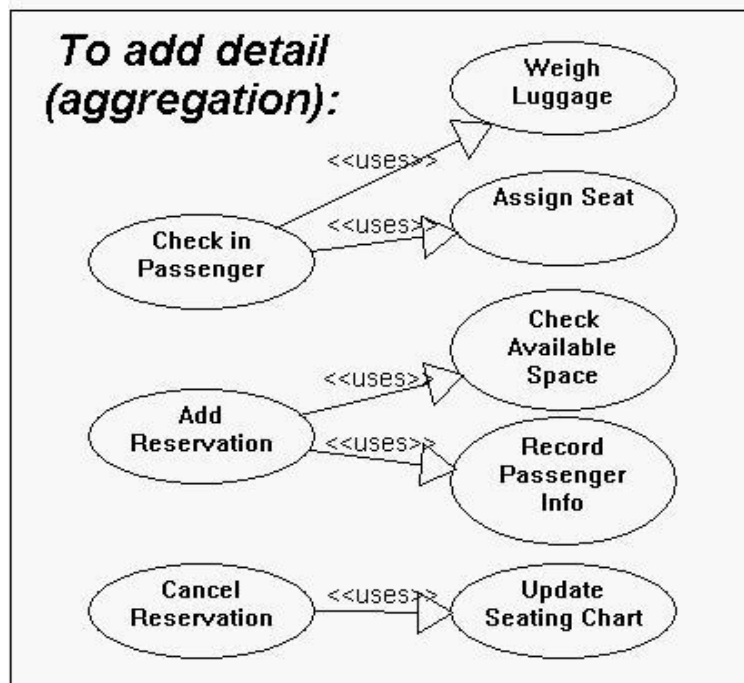 To add detail
(aggregation):
Weigh
Luggage
<<uses>>
Assign Seat
<<uses>>
Check in
Passenger
Check
Available
Space
<<uses>>
Add
Reservation
<<uses>>
Record
Passenger
Info
Cancel
Reservation
<<uses>>
Update
Seating Chart